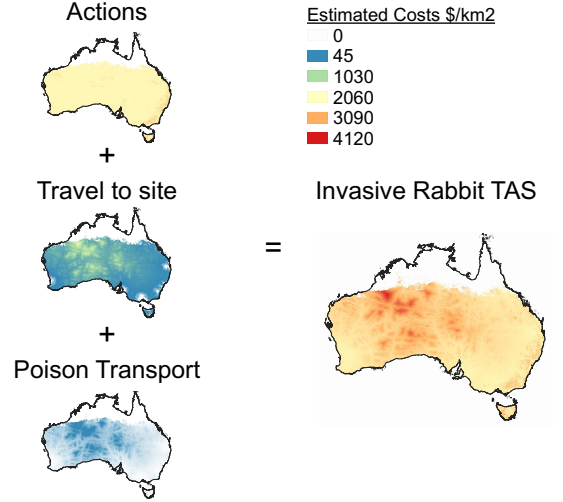 Actions
+
Travel to site
+
Poison Transport
=
Estimated Costs $/km2
0
45
1030
2060
3090
4120
Invasive Rabbit TAS